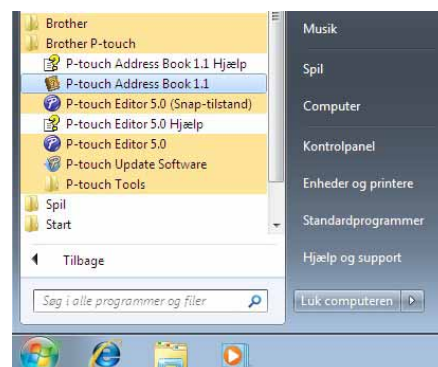 Brother
Brother P-touch
P-touch Address Book 1.1 Hjælp
P-touch Address Book 1.1
P-touch Editor 5.0 (Snap-tilstand)
P-touch Editor 5.0 Hjælp
P-touch Editor 5.0
P-touch Update Software
P-touch Tools
Spil
Start
Tilbage
Søg i alle programmer og filer
Musik
Spil
Computer
Kontrolpanel
Enheder og printere
Standardprogrammer
Hjælp og support
Luk computeren